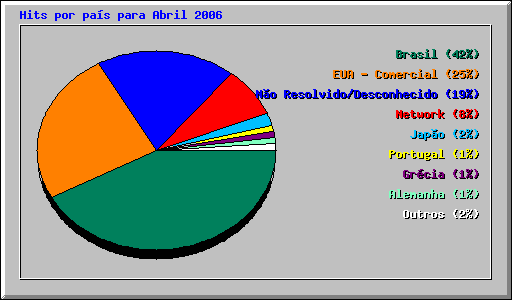 Hits por país para Abril 2006
Brasil (42%)
EUA - Comercial (25%)
Não Resolvido/Desconhecido (19%)
Network (8%)
Japão (2%)
Portugal (1%)
Grécia (1%)
Alemanha (1%)
Outros (2%)